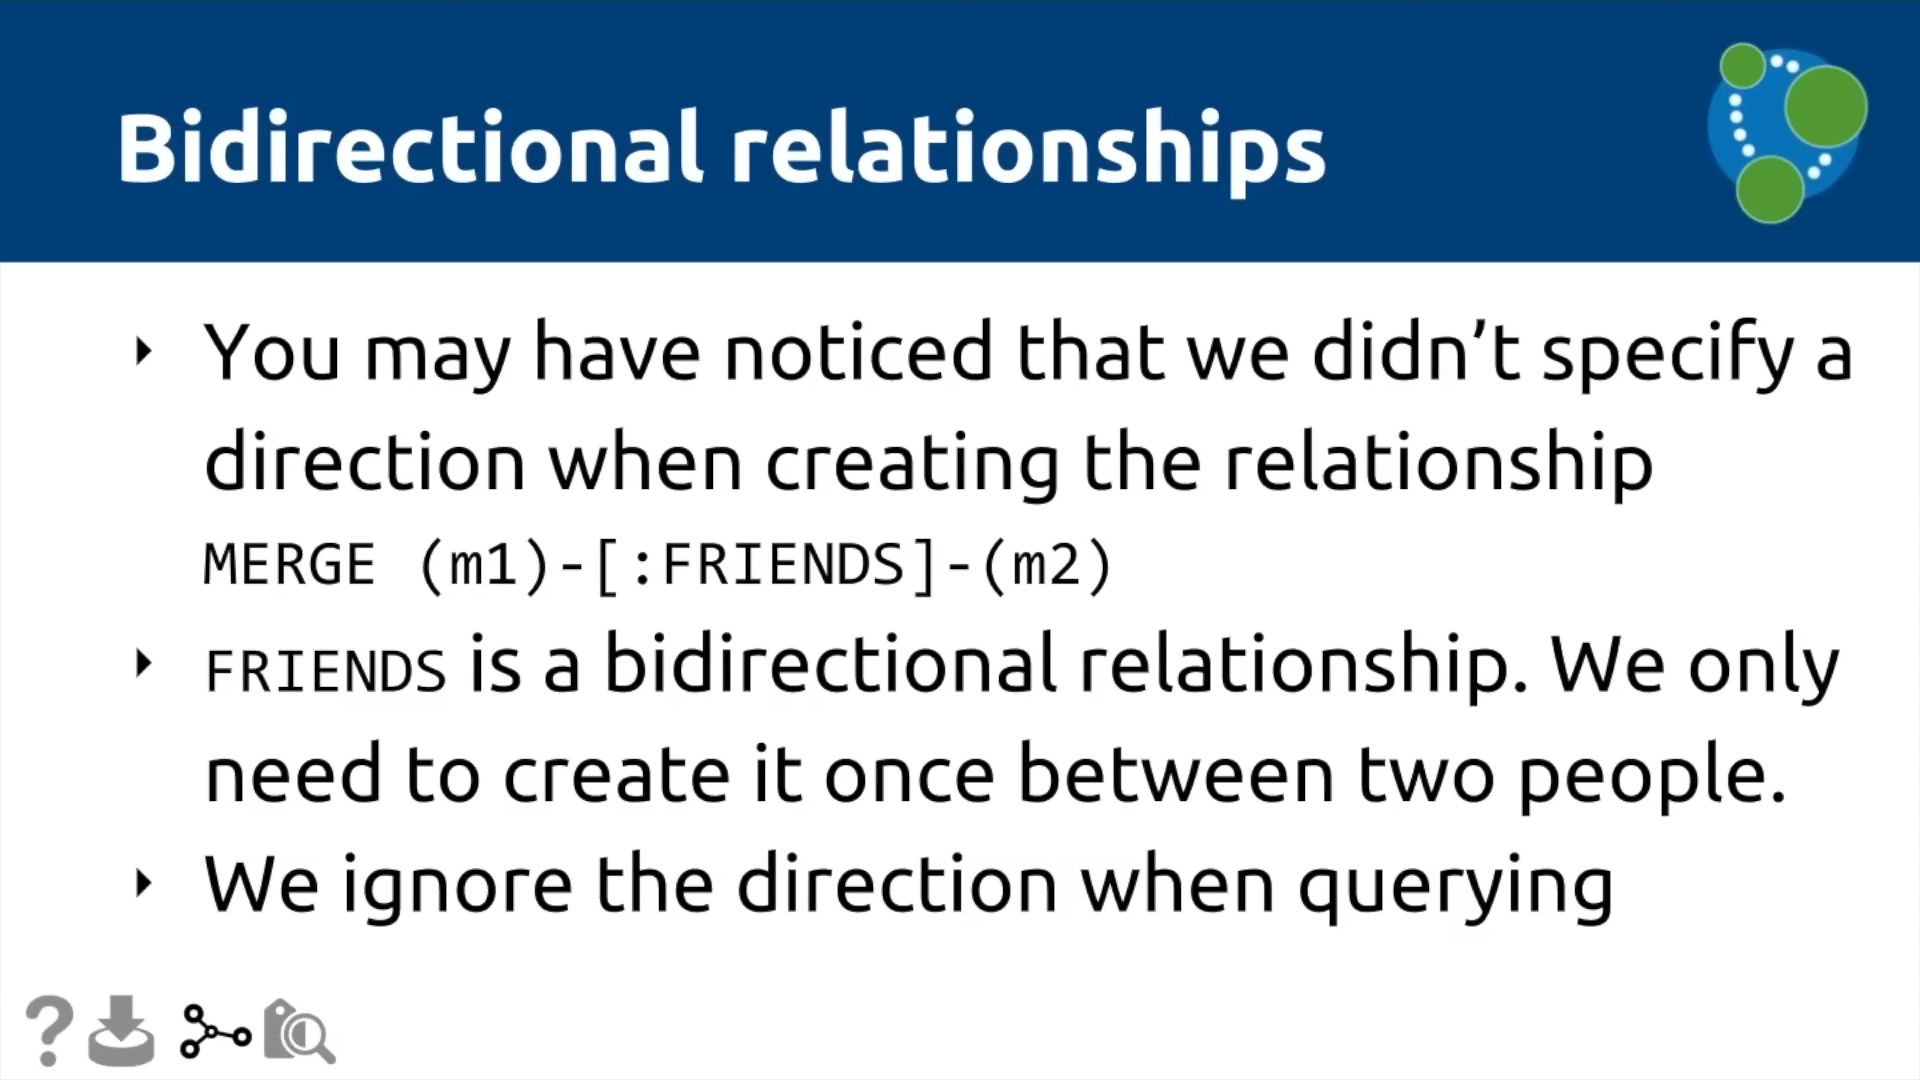 Bidirectional relationships
‣ You may have noticed that we didn’t specify a
direction when creating the relationship
MERGE (m1)-[:FRIENDS]-(m2)
‣ FRIENDS is a bidirectional relationship. We only
need to create it once between two people.
‣ We ignore the direction when querying